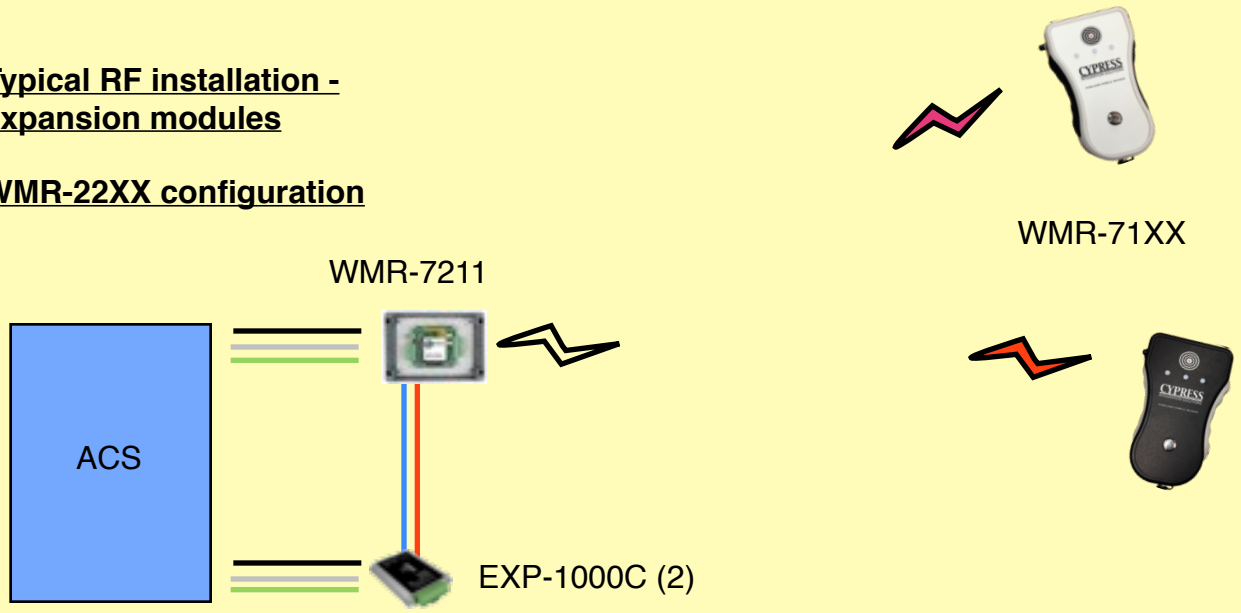 ypical RF installation -
xpansion modules
WMR-22XX configuration
WMR-71XX
WMR-7211
CYPRESS
ACS
CYPRESS
EXP-1000C (2)